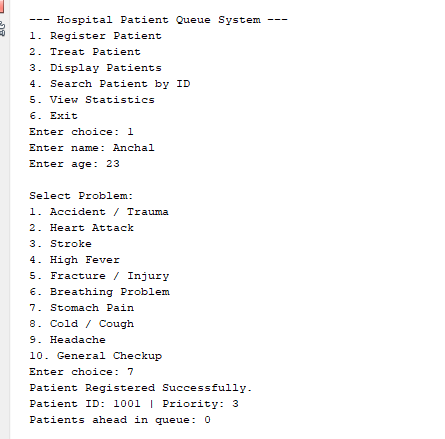 --- Hospital Patient Queue System ---
1. Register Patient
2. Treat Patient
3. Display Patients
4. Search Patient by ID
5. View Statistics
6. Exit
Enter choice: 1
Enter name: Anchal
Enter age: 23

Select Problem:
1. Accident / Trauma
2. Heart Attack
3. Stroke
4. High Fever
5. Fracture / Injury
6. Breathing Problem
7. Stomach Pain
8. Cold / Cough
9. Headache
10. General Checkup
Enter choice: 7
Patient Registered Successfully.
Patient ID: 1001 | Priority: 3
Patients ahead in queue: 0